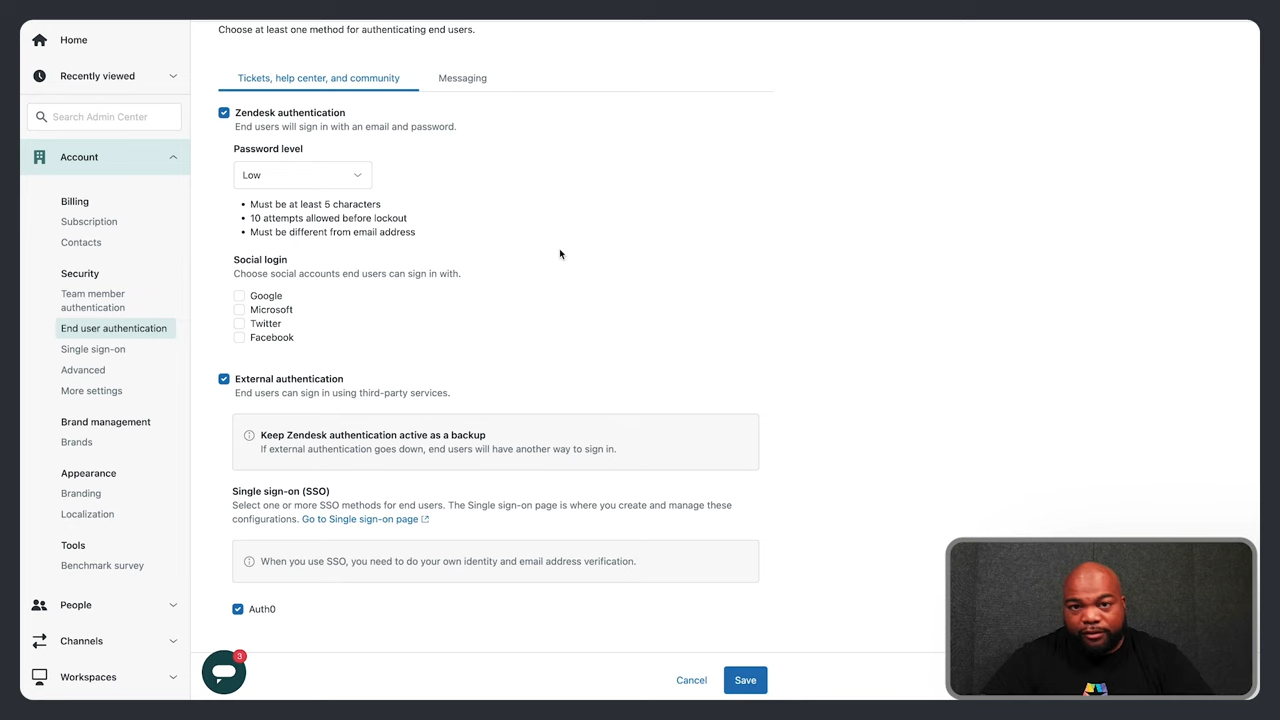 Home
Recently viewed
Search Admin Center
Account
Billing
Subscription
Contacts
Security
Team member
authentication
End user authentication
Single sign-on
Advanced
More settings
Brand management
Brands
Appearance
Branding
Localization
Tools
Benchmark survey
People
Channels
Workspaces
3
Choose at least one method for authenticating end users.
Tickets, help center, and community
Messaging
Zendesk authentication
End users will sign in with an email and password.
Password level
Low
• Must be at least 5 characters
• 10 attempts allowed before lockout
• Must be different from email address
Social login
Choose social accounts end users can sign in with.
Google
Microsoft
Twitter
Facebook
External authentication
End users can sign in using third-party services.
Keep Zendesk authentication active as a backup
If external authentication goes down, end users will have another way to sign in.
Single sign-on (SSO)
Select one or more SSO methods for end users. The Single sign-on page is where you create and manage these
configurations. Go to Single sign-on page
When you use SSO, you need to do your own identity and email address verification.
Auth0
Cancel
Save